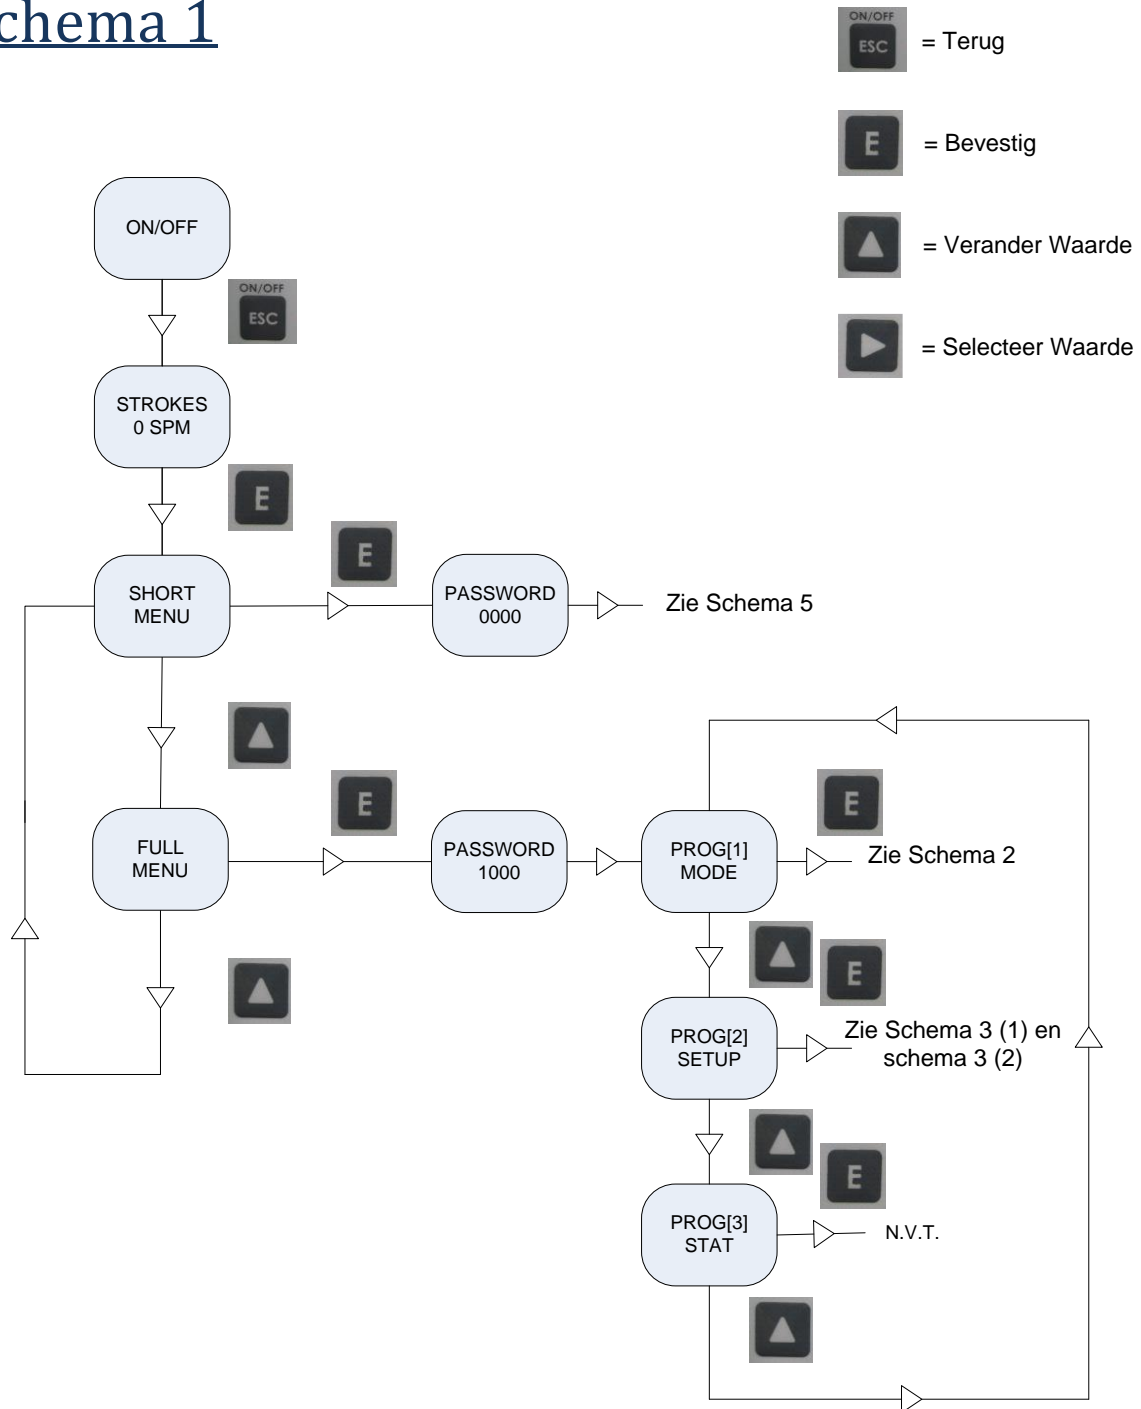 chema 1
ON/OFF
ESC
= Terug
E
= Bevestig
= Verander Waarde
= Selecteer Waarde
ON/OFF
ON/OFF
ESC
STROKES
0 SPM
E
E
SHORT
MENU
PASSWORD
0000
Zie Schema 5
E
FULL
MENU
PASSWORD
1000
PROG[1]
MODE
E
Zie Schema 2
E
PROG[2]
SETUP
Zie Schema 3 (1) en
schema 3 (2)
E
PROG[3]
STAT
N.V.T.